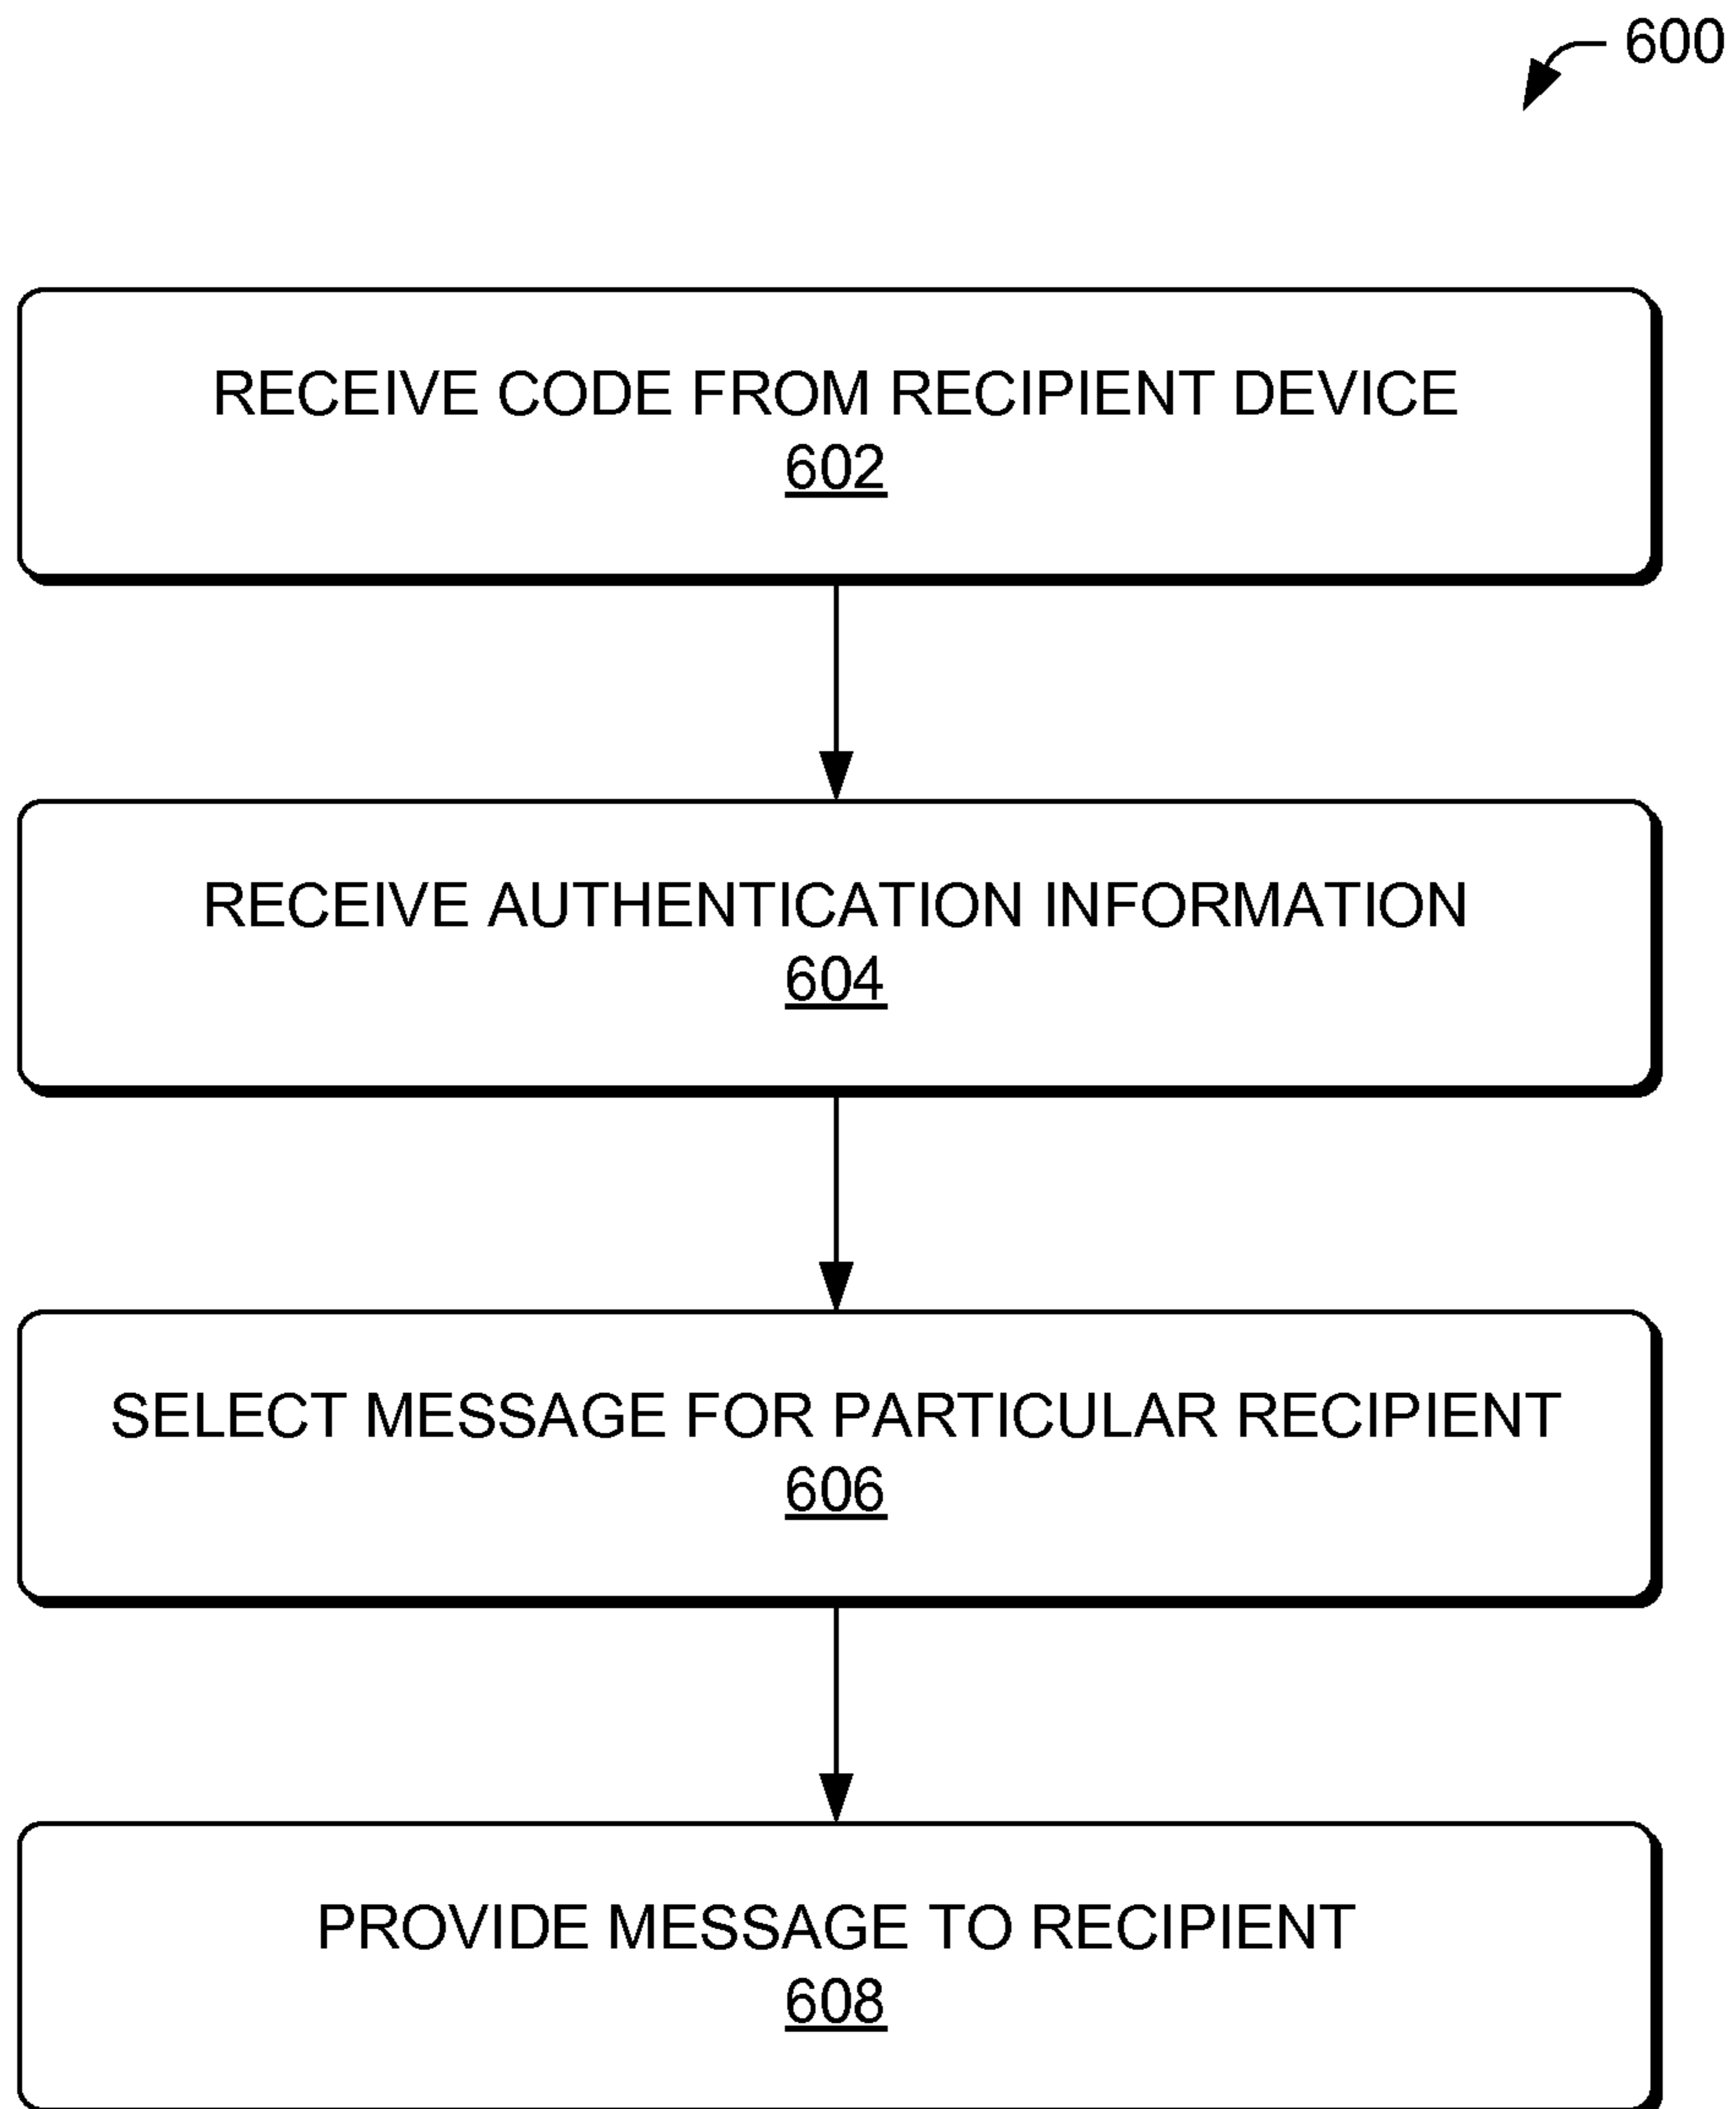 600
RECEIVE CODE FROM RECIPIENT DEVICE
602
RECEIVE AUTHENTICATION INFORMATION
604
SELECT MESSAGE FOR PARTICULAR RECIPIENT
606
PROVIDE MESSAGE TO RECIPIENT
608